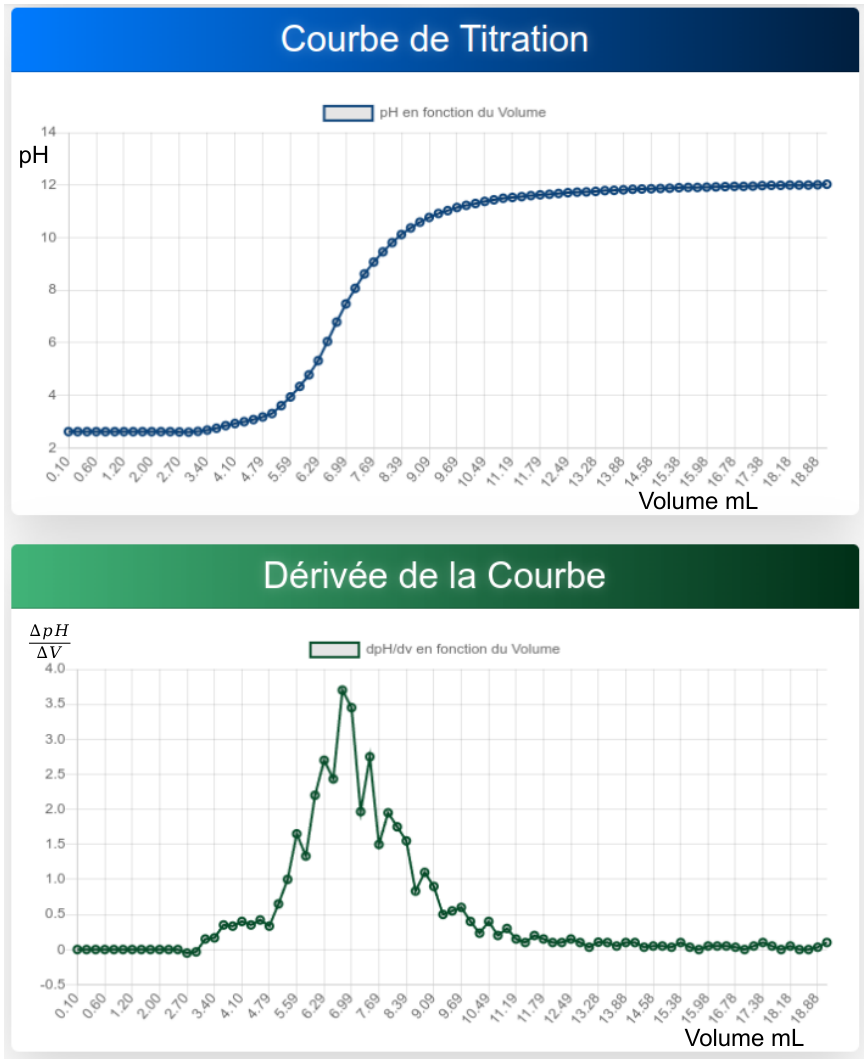 Courbe de Titration
pH en fonction du Volume
pH
14
12
10
8
6
4
2
0.10 0.60 1.20 2.00 2.70 3.40 4.10 4.79 5.59 6.29 6.99 7.69 8.39 9.09 9.69 10.49 11.19 11.79 12.49 13.28 13.88 14.58 15.38 15.98 16.78 17.38 18.18 18.88
Volume mL
Dérivée de la Courbe
ΔpH
ΔV
dpH/dv en fonction du Volume
4.0
3.5
3.0
2.5
2.0
1.5
1.0
0.5
0
-0.5
0.10 0.60 1.20 2.00 2.70 3.40 4.10 4.79 5.59 6.29 6.99 7.69 8.39 9.09 9.69 10.49 11.19 11.79 12.49 13.28 13.88 14.58 15.38 15.98 16.78 17.38 18.18 18.88
Volume mL